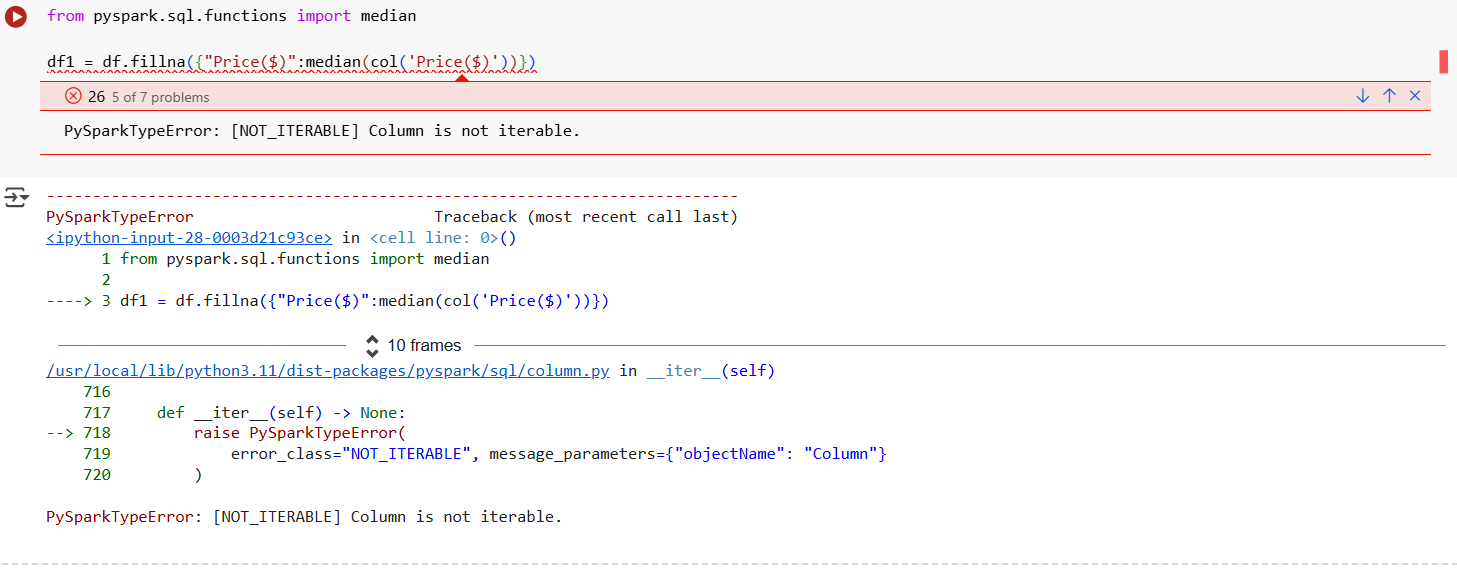 from pyspark.sql.functions import median
df1 = df.fillna({"Price($)":median(col('Price($)'))})
26 5 of 7 problems
PySparkTypeError: [NOT_ITERABLE] Column is not iterable.
---------------------------------------------------------------------------
PySparkTypeError                          Traceback (most recent call last)
<ipython-input-28-0003d21c93ce> in <cell line: 0>()
      1 from pyspark.sql.functions import median
      2
----> 3 df1 = df.fillna({"Price($)":median(col('Price($)'))})
10 frames
/usr/local/lib/python3.11/dist-packages/pyspark/sql/column.py in __iter__(self)
    716
    717     def __iter__(self) -> None:
--> 718         raise PySparkTypeError(
    719             error_class="NOT_ITERABLE", message_parameters={"objectName": "Column"}
    720         )
PySparkTypeError: [NOT_ITERABLE] Column is not iterable.